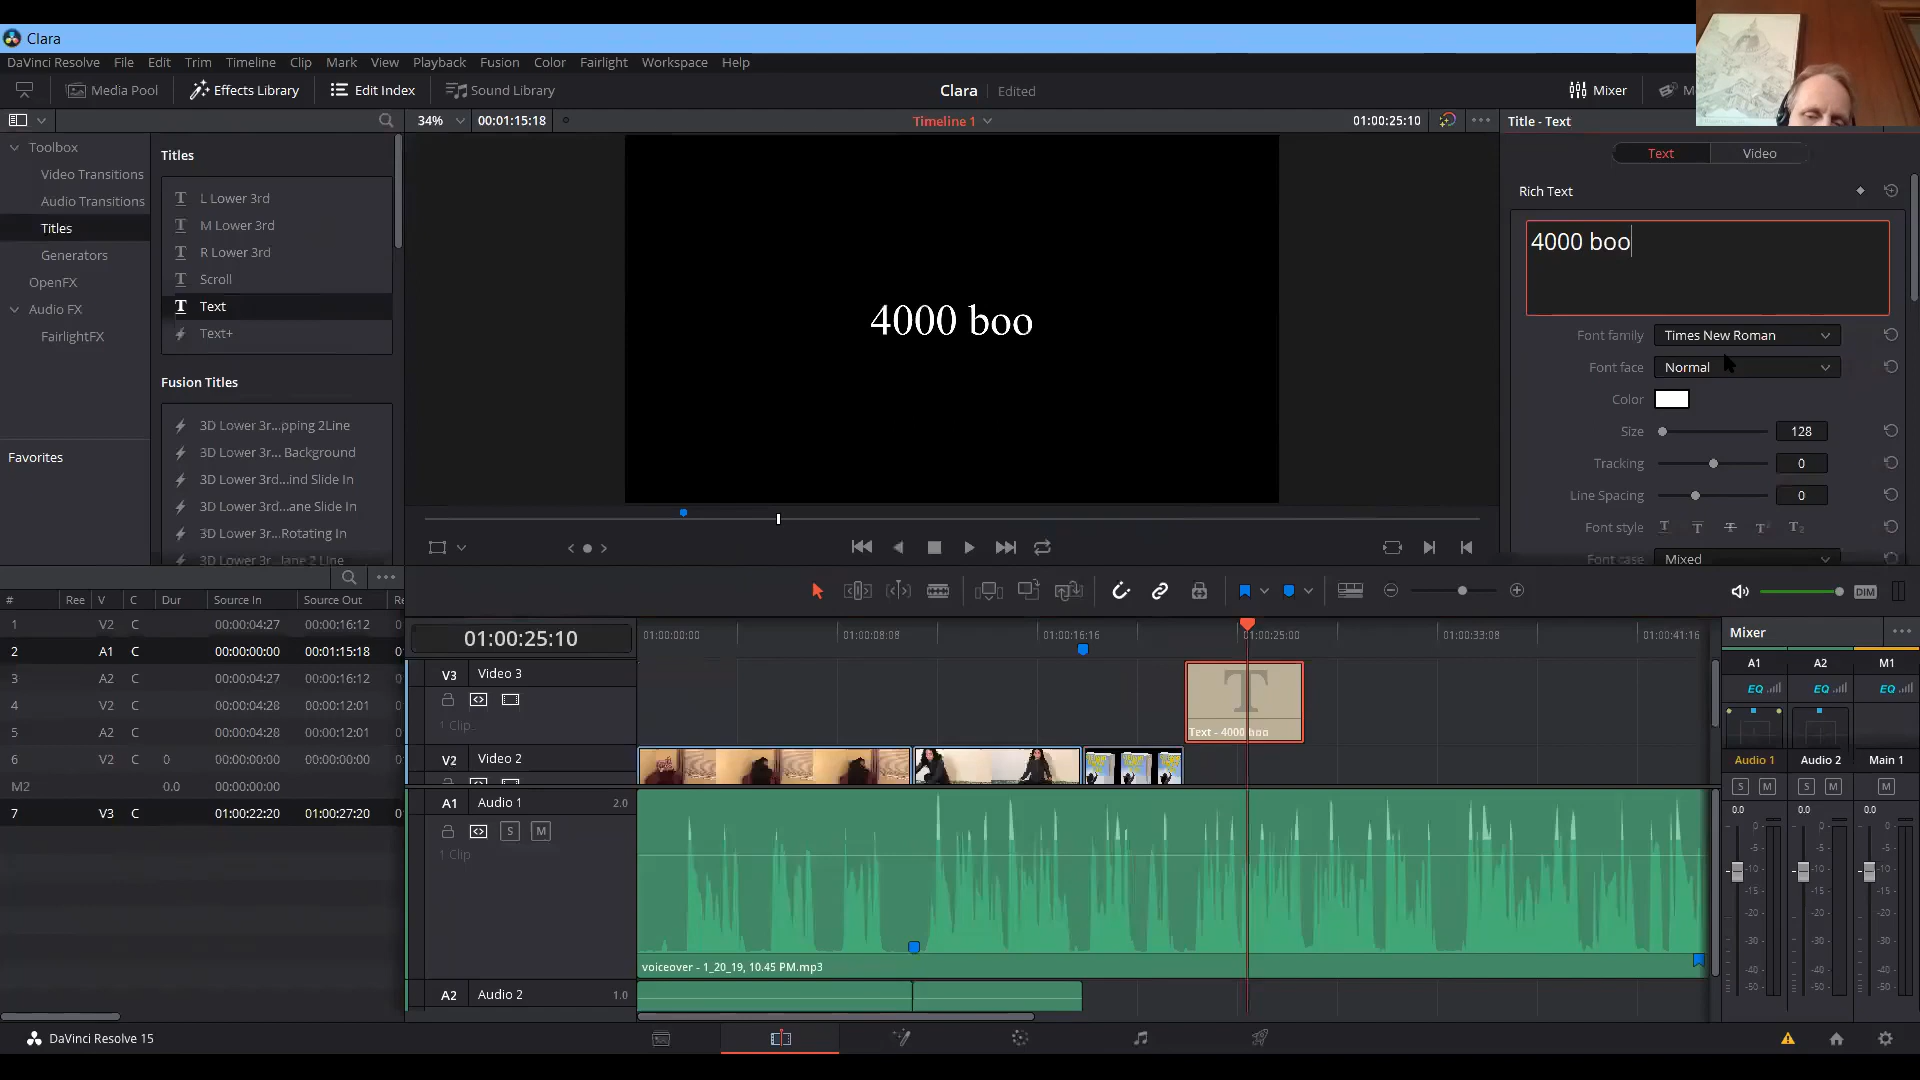 Clara
DaVinci Resolve File Edit Trim Timeline Clip Mark View Playback Fusion Color Fairlight Workspace Help
Media Pool Effects Library Edit Index Sound Library Clara Edited Mixer M
34% 00:01:15:18 Timeline 1 01:00:25:10 Title - Text
Toolbox
Video Transitions
Audio Transitions
Titles
Generators
OpenFX
Audio FX
FairlightFX
Favorites
Titles
L Lower 3rd
M Lower 3rd
R Lower 3rd
Scroll
Text
Text+
Fusion Titles
3D Lower 3r...pping 2Line
3D Lower 3r... Background
3D Lower 3rd...ind Slide In
3D Lower 3rd...ane Slide In
3D Lower 3r...Rotating In
3D Lower 3r...lane 2 Line
4000 boo
Text Video
Rich Text
4000 boo
Font family Times New Roman
Font face Normal
Color
Size 128
Tracking 0
Line Spacing 0
Font style T T T T² T₂
Font case Mixed
# Ree V C Dur Source In Source Out Re
1 V2 C 00:00:04:27 00:00:16:12 0
2 A1 C 00:00:00:00 00:01:15:18 0
3 A2 C 00:00:04:27 00:00:16:12 0
4 V2 C 00:00:04:28 00:00:12:01 0
5 A2 C 00:00:04:28 00:00:12:01 0
6 V2 C 0 00:00:00:00 00:00:00:00 0
M2 0.0 00:00:00:00
7 V3 C 01:00:22:20 01:00:27:20 0
DIM
01:00:25:10 01:00:00:00 01:00:08:08 01:00:16:16 01:00:25:00 01:00:33:08 01:00:41:16
V3 Video 3
1 Clip
T
Text - 4000 boo
V2 Video 2
A1 Audio 1 2.0
S M
1 Clip
voiceover - 1_20_19, 10.45 PM.mp3
A2 Audio 2 1.0
Mixer
A1 A2 M1
EQ EQ EQ
Audio 1 Audio 2 Main 1
S M S M M
0.0 0.0 0.0
0 0 0
-5 -5 -5
-10 -10 -10
-15 -15 -15
-20 -20 -20
-30 -30 -30
-40 -40 -40
-50 -50 -50
DaVinci Resolve 15